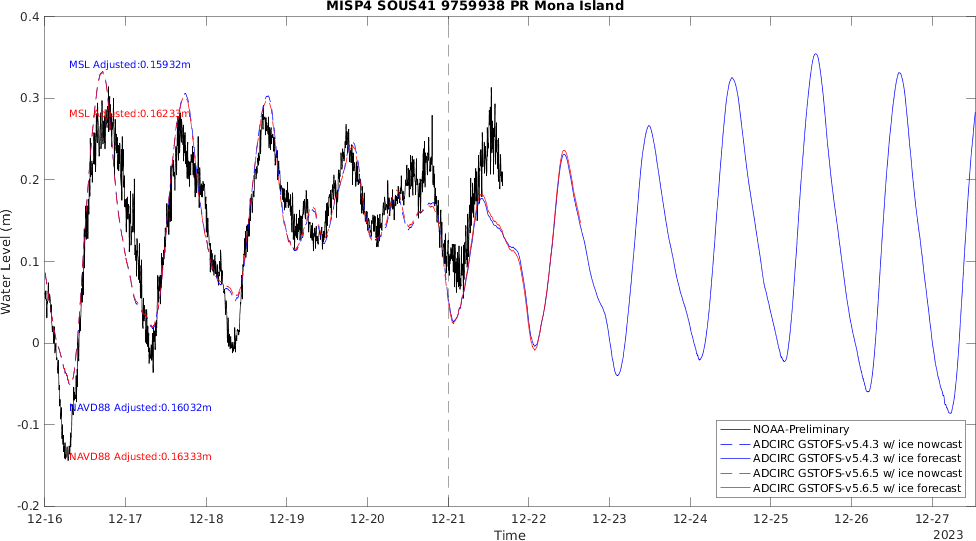 MISP4 SOUS41 9759938 PR Mona Island
0.4
0.3
0.2
0.1
0
-0.1
-0.2
Water Level (m)
MSL Adjusted:0.15932m
MSL Adjusted:0.16233m
NAVD88 Adjusted:0.16032m
NAVD88 Adjusted:0.16333m
NOAA-Preliminary
ADCIRC GSTOFS-v5.4.3 w/ ice nowcast
ADCIRC GSTOFS-v5.4.3 w/ ice forecast
ADCIRC GSTOFS-v5.6.5 w/ ice nowcast
ADCIRC GSTOFS-v5.6.5 w/ ice forecast
12-16 12-17 12-18 12-19 12-20 12-21 12-22 12-23 12-24 12-25 12-26 12-27
2023
Time